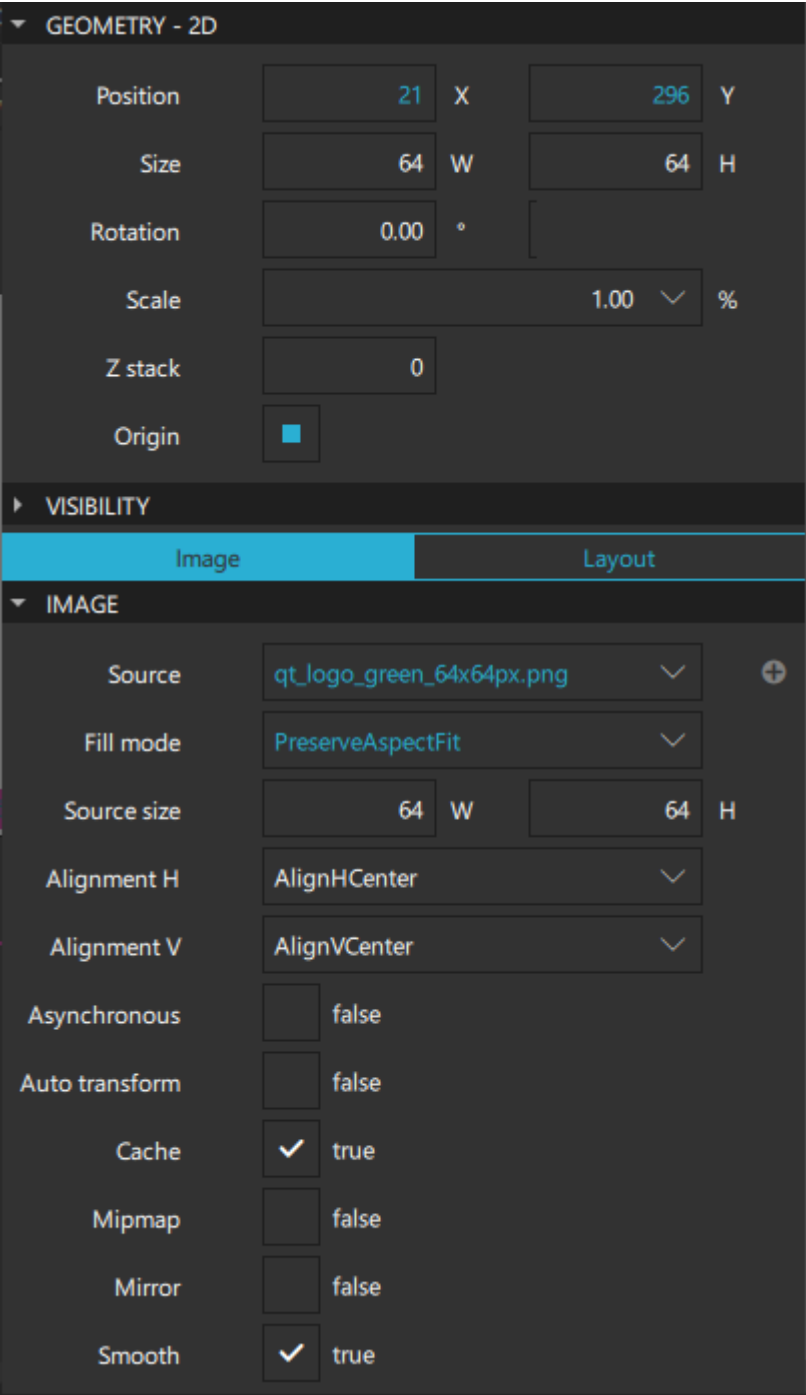 GEOMETRY - 2D
Position 21 X 296 Y
Size 64 W 64 H
Rotation 0.00 °
Scale 1.00 %
Z stack 0
Origin
VISIBILITY
Image Layout
IMAGE
Source qt_logo_green_64x64px.png
Fill mode PreserveAspectFit
Source size 64 W 64 H
Alignment H AlignHCenter
Alignment V AlignVCenter
Asynchronous false
Auto transform false
Cache true
Mipmap false
Mirror false
Smooth true